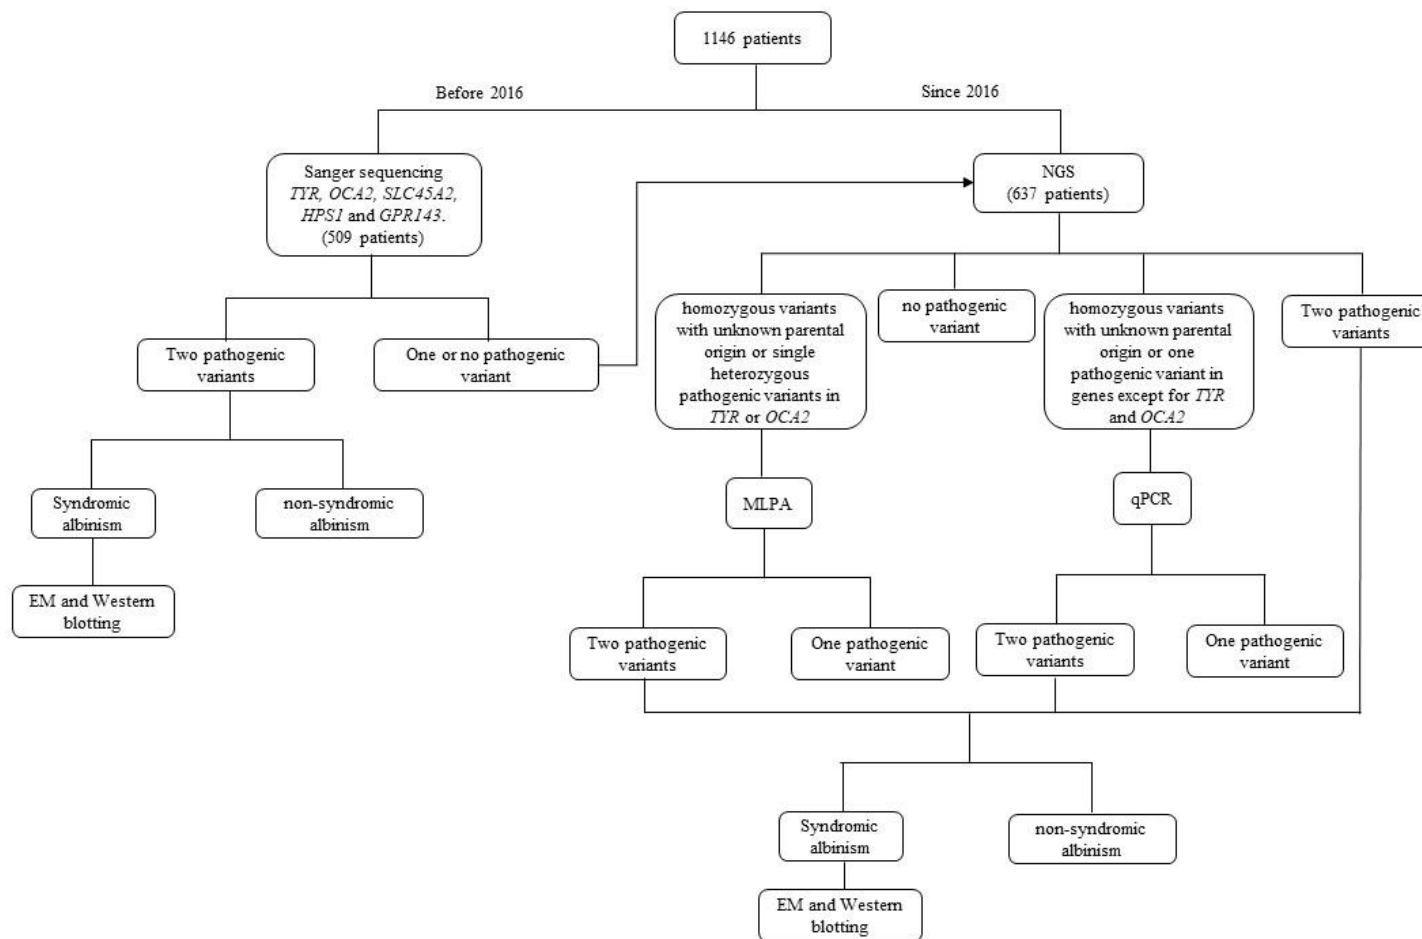 1146 patients
Before 2016
Since 2016
Sanger sequencing
TYR, OCA2, SLC45A2,
HPS1 and GPR143.
(509 patients)
NGS
(637 patients)
Two pathogenic
variants
One or no pathogenic
variant
homozygous variants
with unknown parental
origin or single
heterozygous
pathogenic variants in
TYR or OCA2
no pathogenic
variant
homozygous variants
with unknown parental
origin or one
pathogenic variant in
genes except for TYR
and OCA2
Two pathogenic
variants
Syndromic
albinism
non-syndromic
albinism
MLPA
qPCR
EM and Western
blotting
Two pathogenic
variants
One pathogenic
variant
Two pathogenic
variants
One pathogenic
variant
Syndromic
albinism
non-syndromic
albinism
EM and Western
blotting